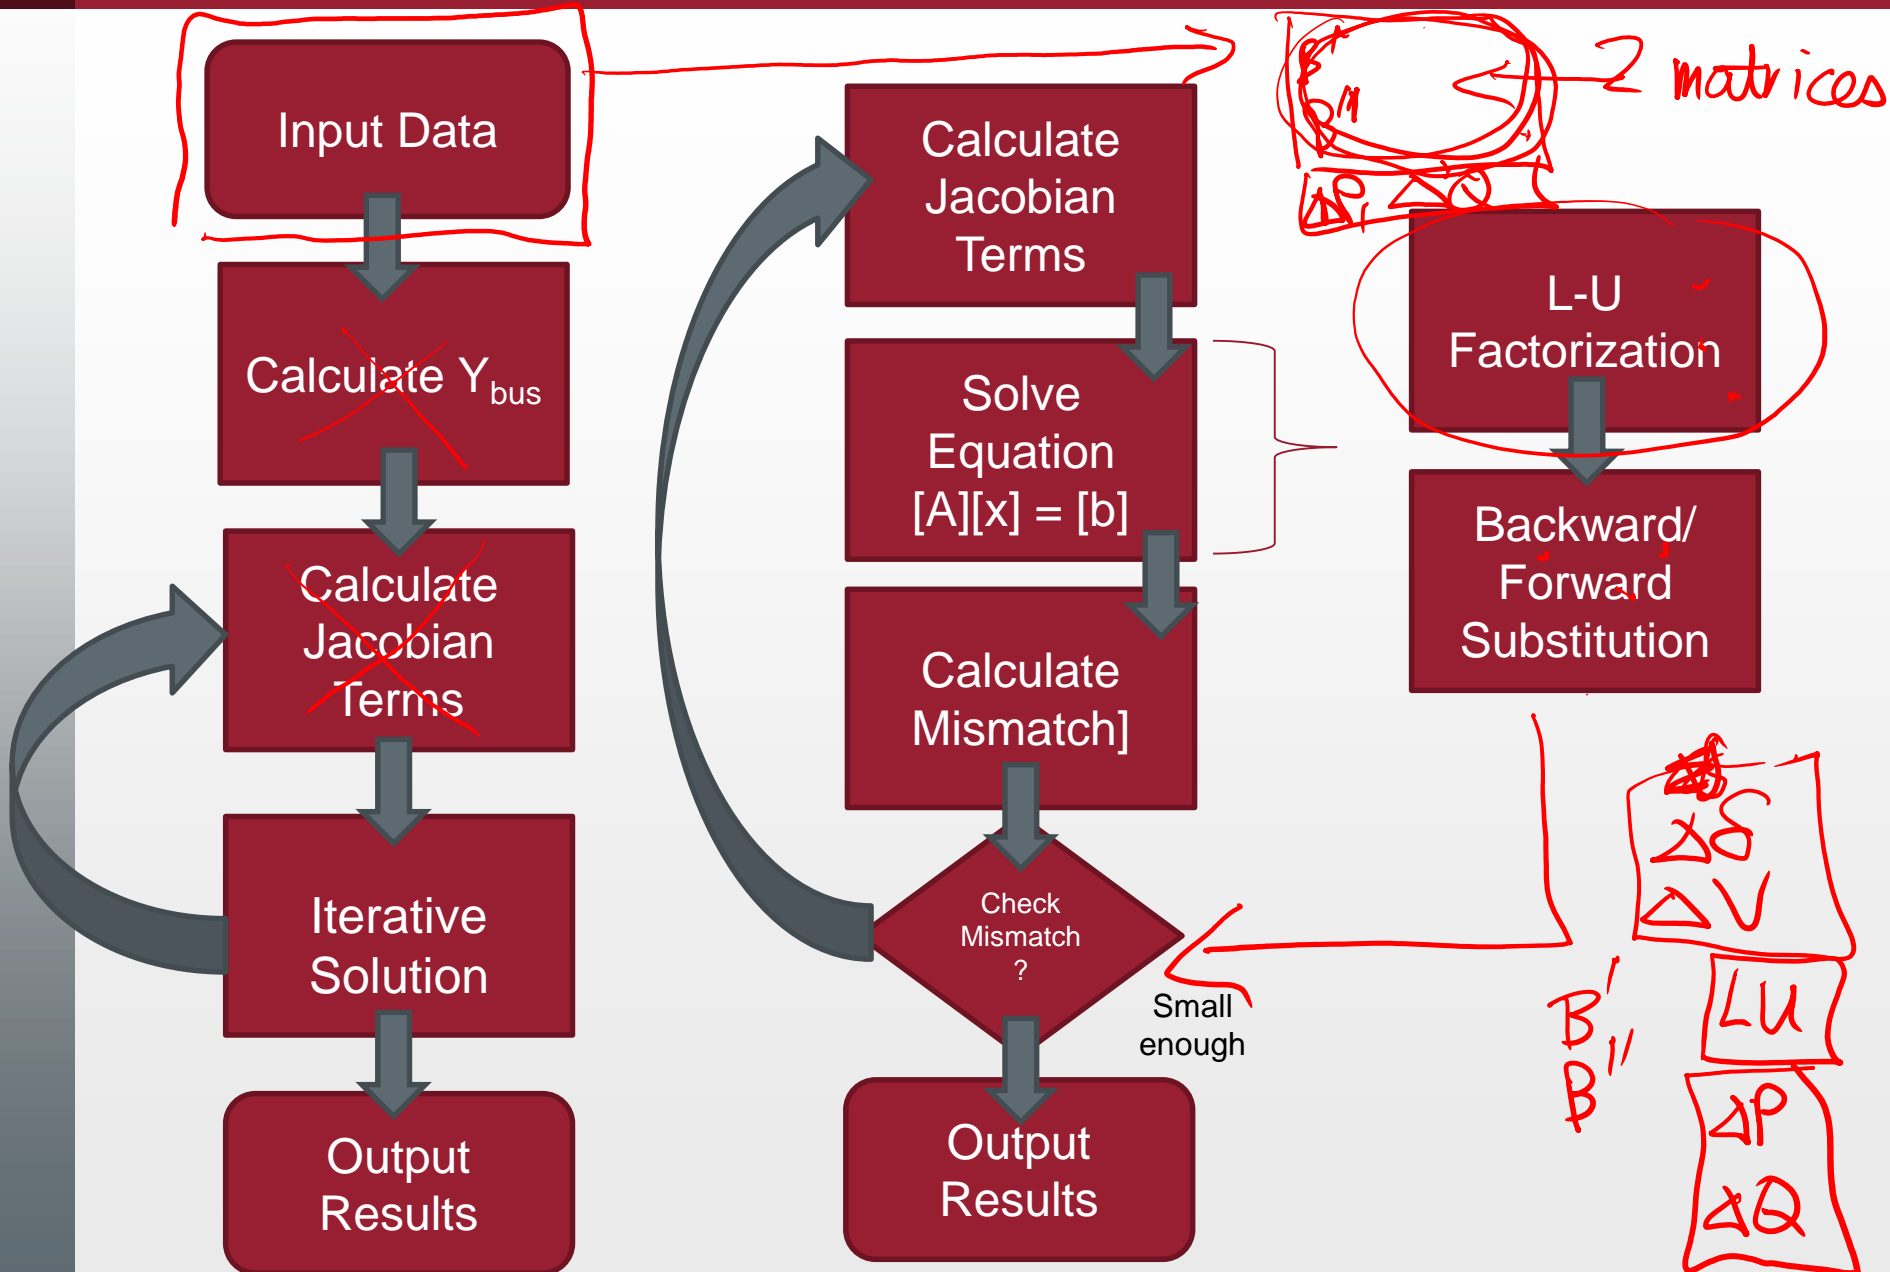 Input Data
Calculate Ybus
Calculate
Jacobian
Terms
Iterative
Solution
Output
Results
Calculate
Jacobian
Terms
Solve
Equation
[A][x] = [b]
Calculate
Mismatch]
Check
Mismatch
?
Small
enough
Output
Results
2 matrices
ΔP, ΔQ
L-U
Factorization
Backward/
Forward
Substitution
Δδ
ΔV
B'
B''
LU
ΔP
ΔQ